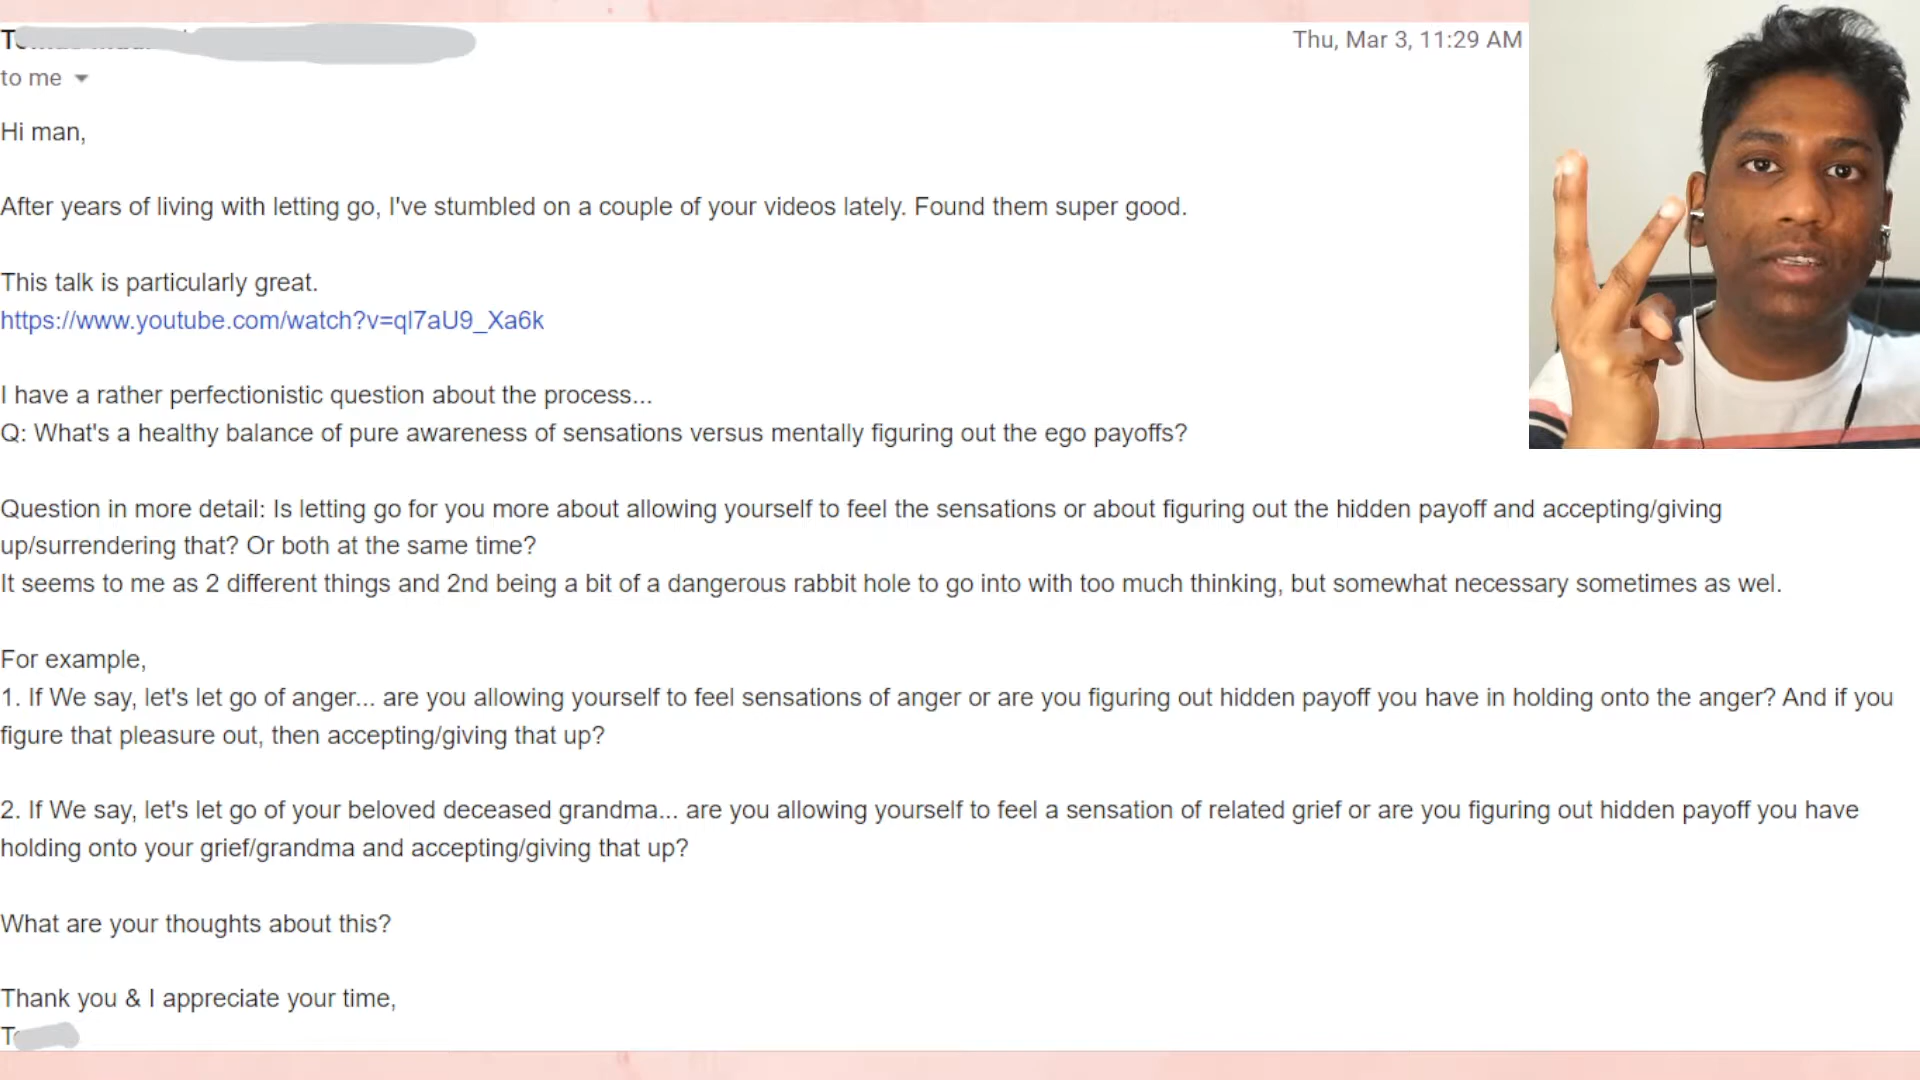 Thu, Mar 3, 11:29 AM
to me
Hi man,
After years of living with letting go, I've stumbled on a couple of your videos lately. Found them super good.
This talk is particularly great.
https://www.youtube.com/watch?v=ql7aU9_Xa6k
I have a rather perfectionistic question about the process...
Q: What's a healthy balance of pure awareness of sensations versus mentally figuring out the ego payoffs?
Question in more detail: Is letting go for you more about allowing yourself to feel the sensations or about figuring out the hidden payoff and accepting/giving
up/surrendering that? Or both at the same time?
It seems to me as 2 different things and 2nd being a bit of a dangerous rabbit hole to go into with too much thinking, but somewhat necessary sometimes as wel.
For example,
1. If We say, let's let go of anger... are you allowing yourself to feel sensations of anger or are you figuring out hidden payoff you have in holding onto the anger? And if you
figure that pleasure out, then accepting/giving that up?
2. If We say, let's let go of your beloved deceased grandma... are you allowing yourself to feel a sensation of related grief or are you figuring out hidden payoff you have
holding onto your grief/grandma and accepting/giving that up?
What are your thoughts about this?
Thank you & I appreciate your time,